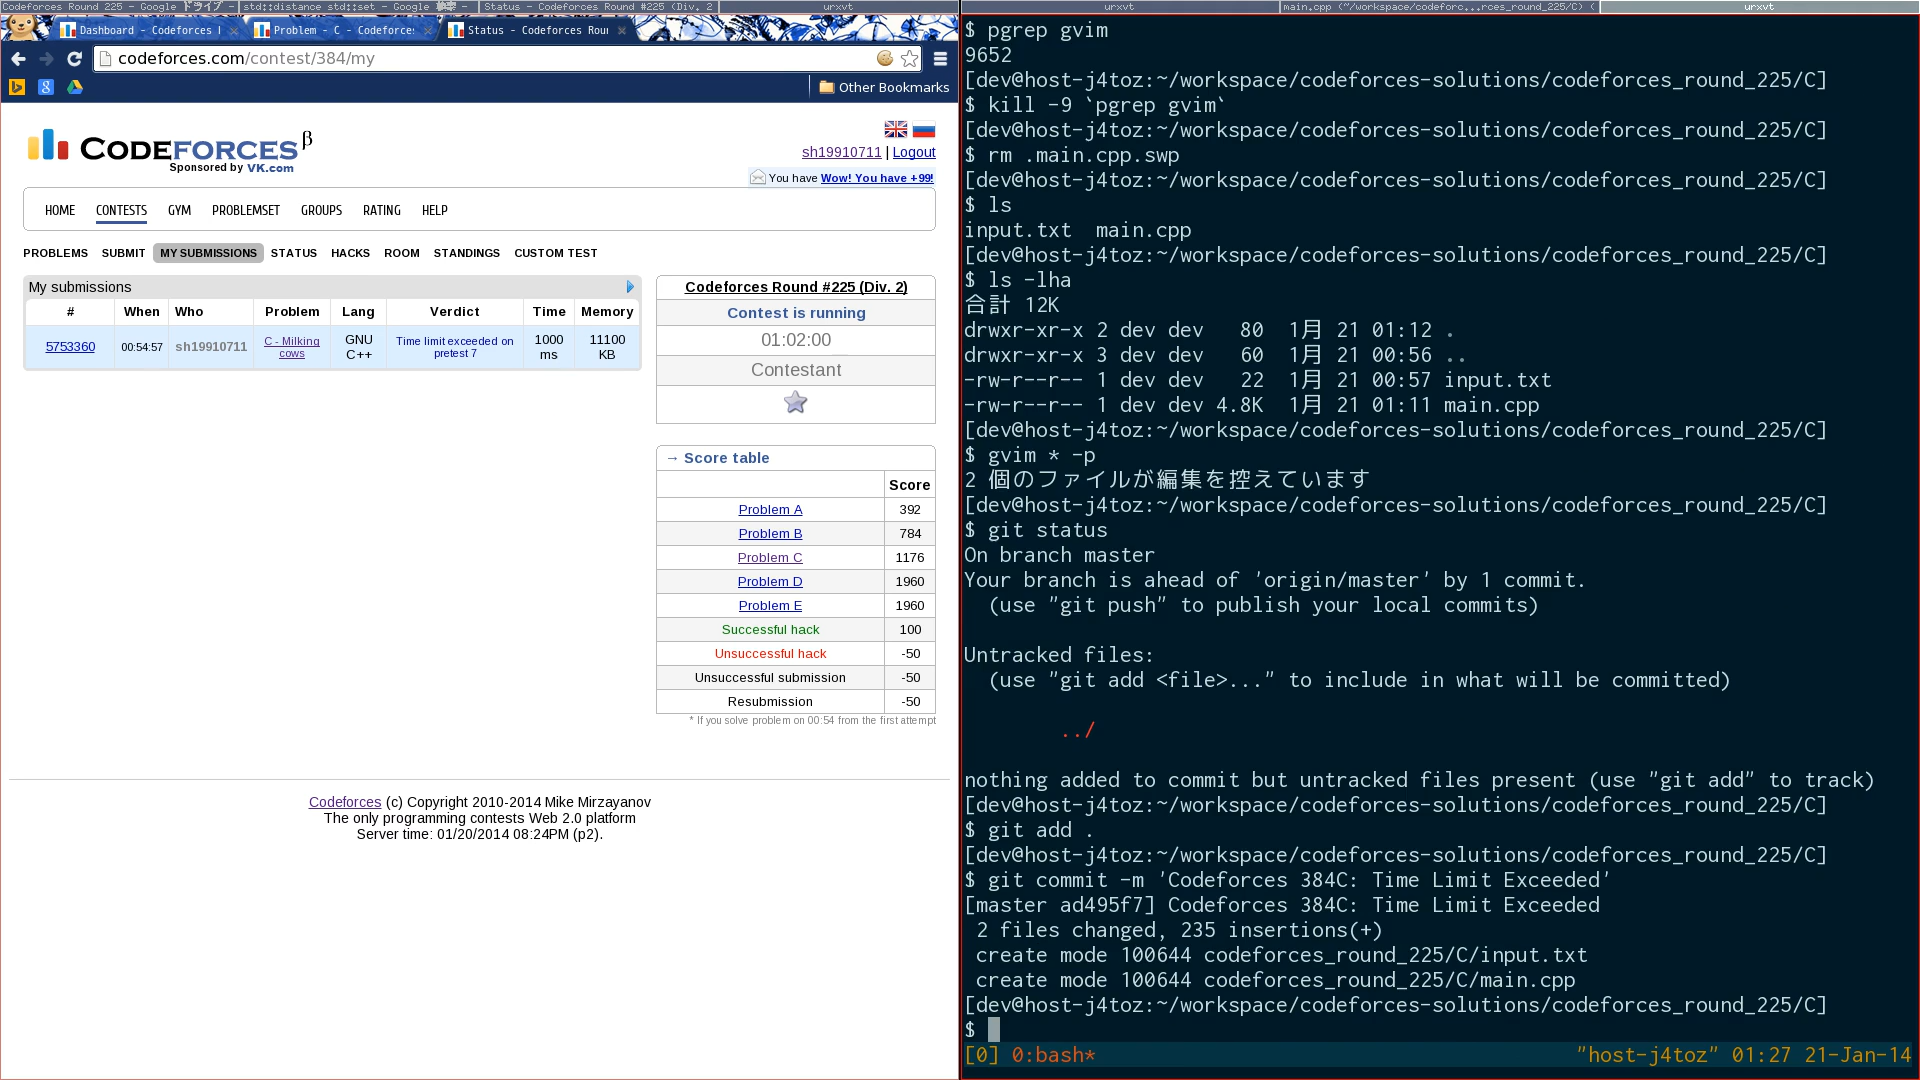 Codeforces Round 225 - Google ドライブ -
std::distance std::set - Google 検索 -
Status - Codeforces Round #225 (Div. 2
urxvt
urxvt
main.cpp (~/workspace/codeforc...rces_round_225/C) (
urxvt
Dashboard - Codeforces
Problem - C - Codeforces
Status - Codeforces Rou
codeforces.com/contest/384/my
Other Bookmarks
CODEFORCES β
Sponsored by VK.com
sh19910711 | Logout
You have Wow! You have +99!
HOME CONTESTS GYM PROBLEMSET GROUPS RATING HELP
PROBLEMS SUBMIT MY SUBMISSIONS STATUS HACKS ROOM STANDINGS CUSTOM TEST
My submissions
# When Who Problem Lang Verdict Time Memory
5753360 00:54:57 sh19910711 C - Milking cows GNU C++ Time limit exceeded on pretest 7 1000 ms 11100 KB
Codeforces Round #225 (Div. 2)
Contest is running
01:02:00
Contestant
→ Score table
Score
Problem A 392
Problem B 784
Problem C 1176
Problem D 1960
Problem E 1960
Successful hack 100
Unsuccessful hack -50
Unsuccessful submission -50
Resubmission -50
* If you solve problem on 00:54 from the first attempt
Codeforces (c) Copyright 2010-2014 Mike Mirzayanov
The only programming contests Web 2.0 platform
Server time: 01/20/2014 08:24PM (p2).
$ pgrep gvim
9652
[dev@host-j4toz:~/workspace/codeforces-solutions/codeforces_round_225/C]
$ kill -9 `pgrep gvim`
[dev@host-j4toz:~/workspace/codeforces-solutions/codeforces_round_225/C]
$ rm .main.cpp.swp
[dev@host-j4toz:~/workspace/codeforces-solutions/codeforces_round_225/C]
$ ls
input.txt  main.cpp
[dev@host-j4toz:~/workspace/codeforces-solutions/codeforces_round_225/C]
$ ls -lha
合計 12K
drwxr-xr-x 2 dev dev   80  1月 21 01:12 .
drwxr-xr-x 3 dev dev   60  1月 21 00:56 ..
-rw-r--r-- 1 dev dev   22  1月 21 00:57 input.txt
-rw-r--r-- 1 dev dev 4.8K  1月 21 01:11 main.cpp
[dev@host-j4toz:~/workspace/codeforces-solutions/codeforces_round_225/C]
$ gvim * -p
2 個のファイルが編集を控えています
[dev@host-j4toz:~/workspace/codeforces-solutions/codeforces_round_225/C]
$ git status
On branch master
Your branch is ahead of 'origin/master' by 1 commit.
(use "git push" to publish your local commits)
Untracked files:
(use "git add <file>..." to include in what will be committed)
../
nothing added to commit but untracked files present (use "git add" to track)
[dev@host-j4toz:~/workspace/codeforces-solutions/codeforces_round_225/C]
$ git add .
[dev@host-j4toz:~/workspace/codeforces-solutions/codeforces_round_225/C]
$ git commit -m 'Codeforces 384C: Time Limit Exceeded'
[master ad495f7] Codeforces 384C: Time Limit Exceeded
2 files changed, 235 insertions(+)
create mode 100644 codeforces_round_225/C/input.txt
create mode 100644 codeforces_round_225/C/main.cpp
[dev@host-j4toz:~/workspace/codeforces-solutions/codeforces_round_225/C]
$
[0] 0:bash* "host-j4toz" 01:27 21-Jan-14